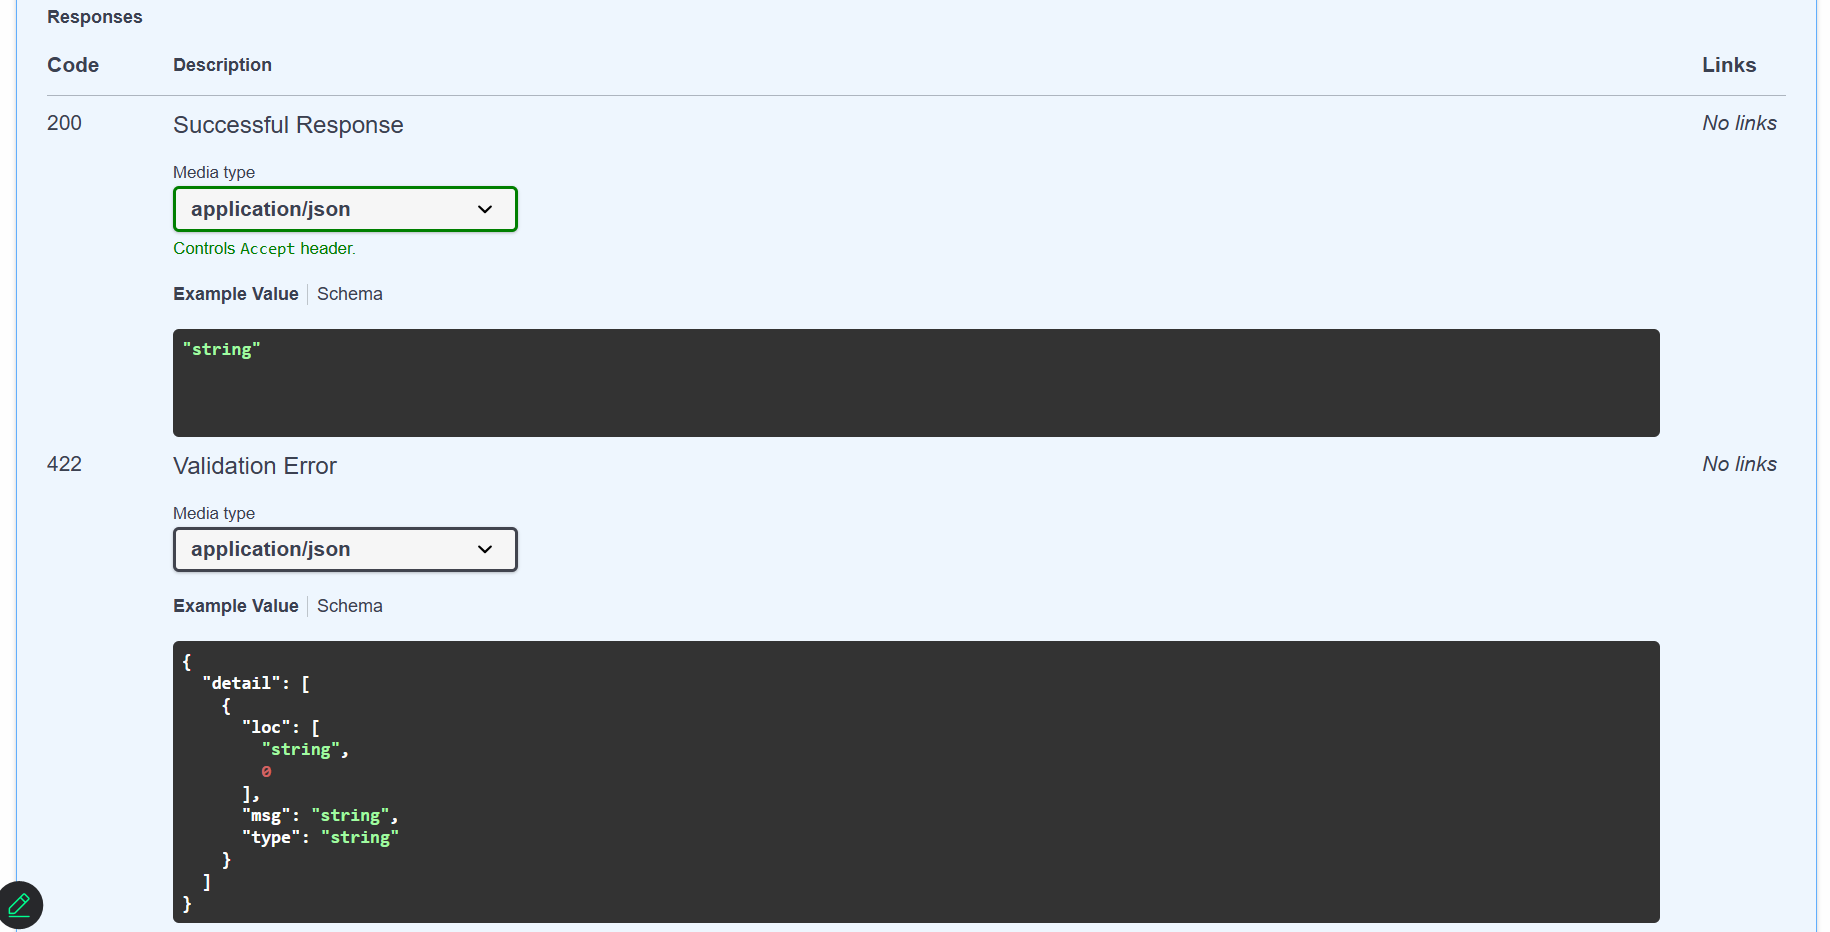 Responses
Code Description Links
200 Successful Response No links
Media type
application/json
Controls Accept header.
Example Value Schema
"string"
422 Validation Error No links
Media type
application/json
Example Value Schema
{
  "detail": [
    {
      "loc": [
        "string",
        0
      ],
      "msg": "string",
      "type": "string"
    }
  ]
}